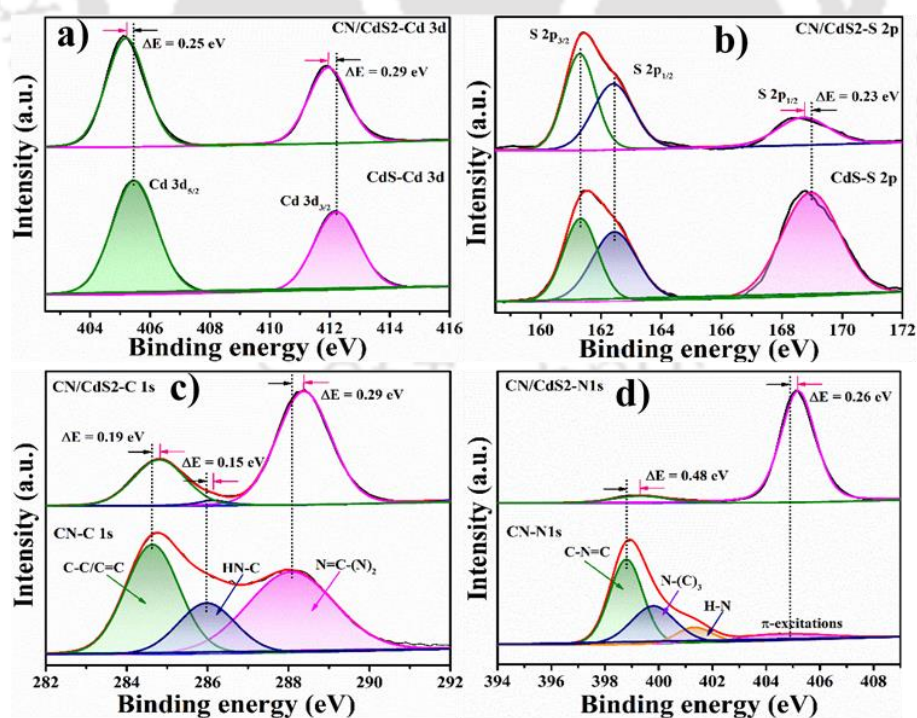 a)
CN/CdS2-Cd 3d
ΔE = 0.25 eV
ΔE = 0.29 eV
CdS-Cd 3d
Cd 3d5/2
Cd 3d3/2
Intensity (a.u.)
404 406 408 410 412 414 416
Binding energy (eV)
b)
CN/CdS2-S 2p
S 2p3/2
S 2p1/2
S 2p1/2
ΔE = 0.23 eV
CdS-S 2p
Intensity (a.u.)
160 162 164 166 168 170 172
Binding energy (eV)
CN/CdS2-C 1s
c)
ΔE = 0.29 eV
ΔE = 0.19 eV
ΔE = 0.15 eV
CN-C 1s
C-C/C=C
HN-C
N=C-(N)2
Intensity (a.u.)
282 284 286 288 290 292
Binding energy (eV)
CN/CdS2-N1s
d)
ΔE = 0.26 eV
ΔE = 0.48 eV
CN-N1s
C-N=C
N-(C)3
H-N
π-excitations
Intensity (a.u.)
394 396 398 400 402 404 406 408
Binding energy (eV)